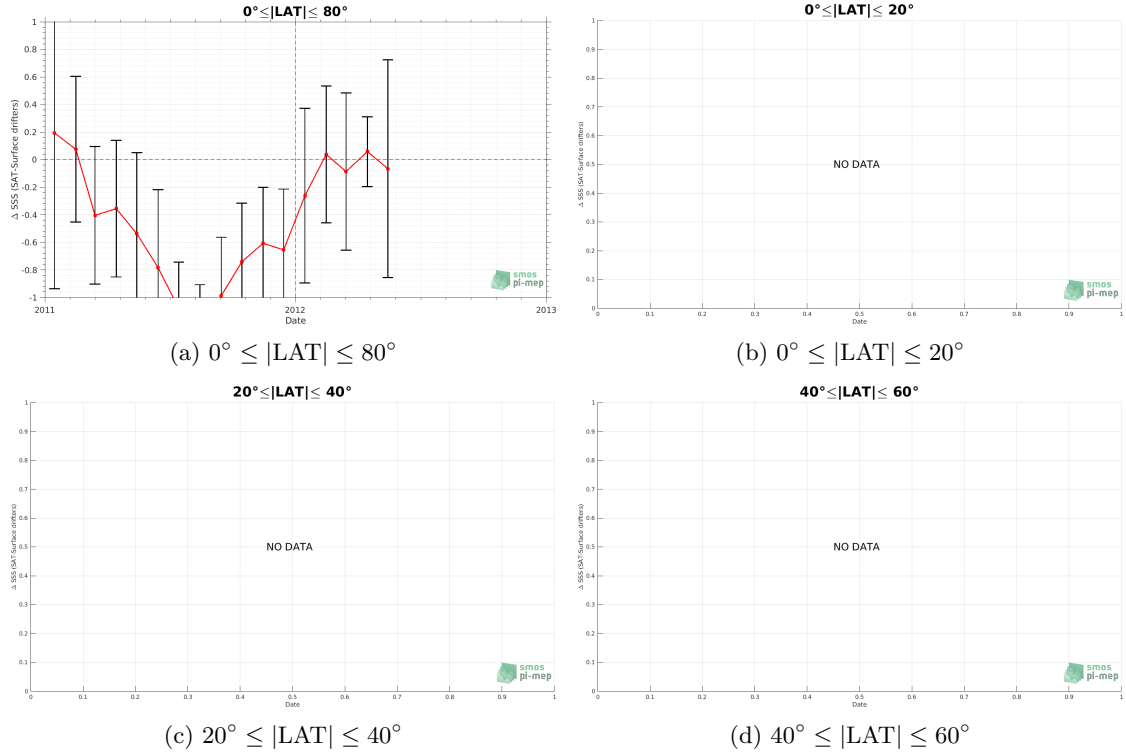 0°≤|LAT|≤ 80°
1
0.8
0.6
0.4
0.2
0
-0.2
-0.4
-0.6
-0.8
-1
Δ SSS (SAT-Surface drifters)
2011
2012
2013
Date
smos
pi-mep
(a) 0° ≤ |LAT| ≤ 80°
0°≤|LAT|≤ 20°
1
0.9
0.8
0.7
0.6
0.5
0.4
0.3
0.2
0.1
0
Δ SSS (SAT-Surface drifters)
NO DATA
0 0.1 0.2 0.3 0.4 0.5 0.6 0.7 0.8 0.9 1
Date
smos
pi-mep
(b) 0° ≤ |LAT| ≤ 20°
20°≤|LAT|≤ 40°
1
0.9
0.8
0.7
0.6
0.5
0.4
0.3
0.2
0.1
0
Δ SSS (SAT-Surface drifters)
NO DATA
0 0.1 0.2 0.3 0.4 0.5 0.6 0.7 0.8 0.9 1
Date
smos
pi-mep
(c) 20° ≤ |LAT| ≤ 40°
40°≤|LAT|≤ 60°
1
0.9
0.8
0.7
0.6
0.5
0.4
0.3
0.2
0.1
0
Δ SSS (SAT-Surface drifters)
NO DATA
0 0.1 0.2 0.3 0.4 0.5 0.6 0.7 0.8 0.9 1
Date
smos
pi-mep
(d) 40° ≤ |LAT| ≤ 60°